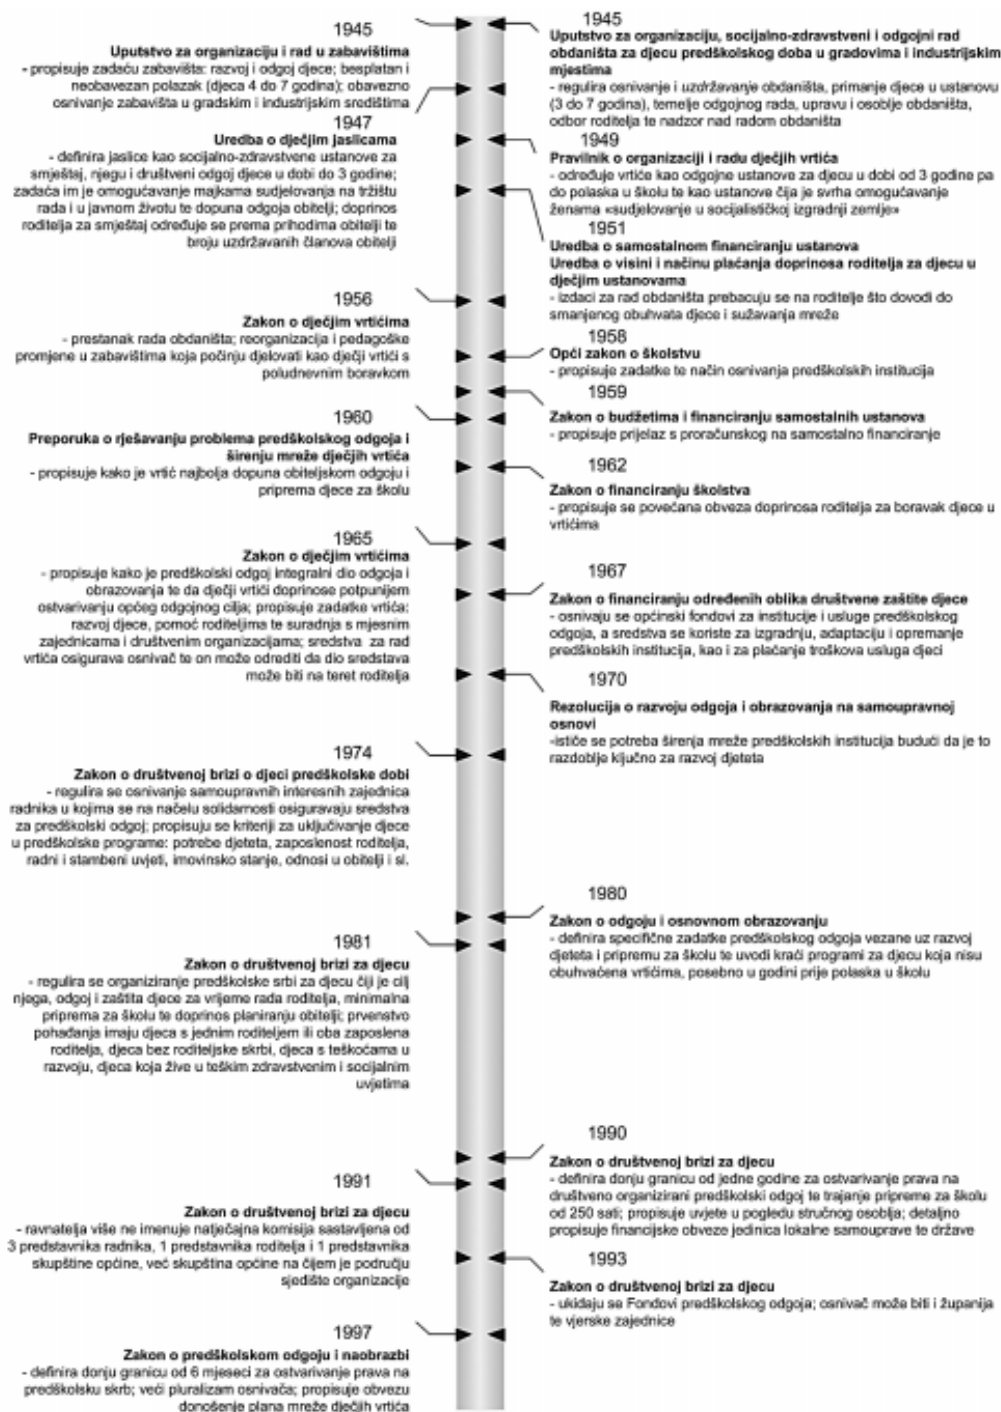 1945
Uputstvo za organizaciju i rad u zabavištima
- propisuje zadaću zabavišta: razvoj i odgoj djece; besplatan i
neobavezan polazak (djeca 4 do 7 godina); obavezno
osnivanje zabavišta u gradskim i industrijskim središtima
1945
Uputstvo za organizaciju, socijalno-zdravstveni i odgojni rad
obdaništa za djecu predškolskog doba u gradovima i industrijskim
mjestima
- regulira osnivanje i uzdržavanje obdaništa, primanje djece u ustanovu
(3 do 7 godina), temelje odgojnog rada, upravu i osoblje obdaništa,
odbor roditelja te nadzor nad radom obdaništa
1947
Uredba o dječjim jaslicama
- definira jaslice kao socijalno-zdravstvene ustanove za
smještaj, njegu i društveni odgoj djece u dobi do 3 godine;
zadaća im je omogućavanje majkama sudjelovanja na tržištu
rada i u javnom životu te dopuna odgoja obitelji; doprinos
roditelja za smještaj određuje se prema prihodima obitelji te
broju uzdržavanih članova obitelji
1949
Pravilnik o organizaciji i radu dječjih vrtića
- određuje vrtiće kao odgojne ustanove za djecu u dobi od 3 godine pa
do polaska u školu te kao ustanove čija je svrha omogućavanje
ženama «sudjelovanje u socijalističkoj izgradnji zemlje»
1951
Uredba o samostalnom financiranju ustanova
Uredba o visini i načinu plaćanja doprinosa roditelja za djecu u
dječjim ustanovama
- izdaci za rad obdaništa prebacuju se na roditelje što dovodi do
smanjenog obuhvata djece i sužavanja mreže
1956
Zakon o dječjim vrtićima
- prestanak rada obdaništa; reorganizacija i pedagoške
promjene u zabavištima koja počinju djelovati kao dječji vrtići s
poludnevnim boravkom
1958
Opći zakon o školstvu
- propisuje zadatke te način osnivanja predškolskih institucija
1959
Zakon o budžetima i financiranju samostalnih ustanova
- propisuje prijelaz s proračunskog na samostalno financiranje
1960
Preporuka o rješavanju problema predškolskog odgoja i
širenju mreže dječjih vrtića
- propisuje kako je vrtić najbolja dopuna obiteljskom odgoju i
priprema djece za školu
1962
Zakon o financiranju školstva
- propisuje se povećana obveza doprinosa roditelja za boravak djece u
vrtićima
1965
Zakon o dječjim vrtićima
- propisuje kako je predškolski odgoj integralni dio odgoja i
obrazovanja te da dječji vrtići doprinose potpunijem
ostvarivanju općeg odgojnog cilja; propisuje zadatke vrtića:
razvoj djece, pomoć roditeljima te suradnja s mjesnim
zajednicama i društvenim organizacijama; sredstva za rad
vrtića osigurava osnivač te on može odrediti da dio sredstava
može biti na teret roditelja
1967
Zakon o financiranju određenih oblika društvene zaštite djece
- osnivaju se općinski fondovi za institucije i usluge predškolskog
odgoja, a sredstva se koriste za izgradnju, adaptaciju i opremanje
predškolskih institucija, kao i za plaćanje troškova usluga djeci
1970
Rezolucija o razvoju odgoja i obrazovanja na samoupravnoj
osnovi
-ističe se potreba širenja mreže predškolskih institucija budući da je to
razdoblje ključno za razvoj djeteta
1974
Zakon o društvenoj brizi o djeci predškolske dobi
- regulira se osnivanje samoupravnih interesnih zajednica
radnika u kojima se na načelu solidarnosti osiguravaju sredstva
za predškolski odgoj; propisuju se kriteriji za uključivanje djece
u predškolske programe: potrebe djeteta, zaposlenost roditelja,
radni i stambeni uvjeti, imovinsko stanje, odnosi u obitelji i sl.
1980
Zakon o odgoju i osnovnom obrazovanju
- definira specifične zadatke predškolskog odgoja vezane uz razvoj
djeteta i pripremu za školu te uvodi kraći programi za djecu koja nisu
obuhvaćena vrtićima, posebno u godini prije polaska u školu
1981
Zakon o društvenoj brizi za djecu
- regulira se organiziranje predškolske srbi za djecu čiji je cilj
njega, odgoj i zaštita djece za vrijeme rada roditelja, minimalna
priprema za školu te doprinos planiranju obitelji; prvenstvo
pohađanja imaju djeca s jednim roditeljem ili oba zaposlena
roditelja, djeca bez roditeljske skrbi, djeca s teškoćama u
razvoju, djeca koja žive u teškim zdravstvenim i socijalnim
uvjetima
1990
Zakon o društvenoj brizi za djecu
- definira donju granicu od jedne godine za ostvarivanje prava na
društveno organizirani predškolski odgoj te trajanje pripreme za školu
od 250 sati; propisuje uvjete u pogledu stručnog osoblja; detaljno
propisuje financijske obveze jedinica lokalne samouprave te države
1991
Zakon o društvenoj brizi za djecu
- ravnatelja više ne imenuje natječajna komisija sastavljena od
3 predstavnika radnika, 1 predstavnika roditelja i 1 predstavnika
skupštine općine, već skupština općine na čijem je području
sjedište organizacije
1993
Zakon o društvenoj brizi za djecu
- ukidaju se Fondovi predškolskog odgoja; osnivač može biti i županija
te vjerske zajednice
1997
Zakon o predškolskom odgoju i naobrazbi
- definira donju granicu od 6 mjeseci za ostvarivanje prava na
predškolsku skrb; veći pluralizam osnivača; propisuje obvezu
donošenje plana mreže dječjih vrtića